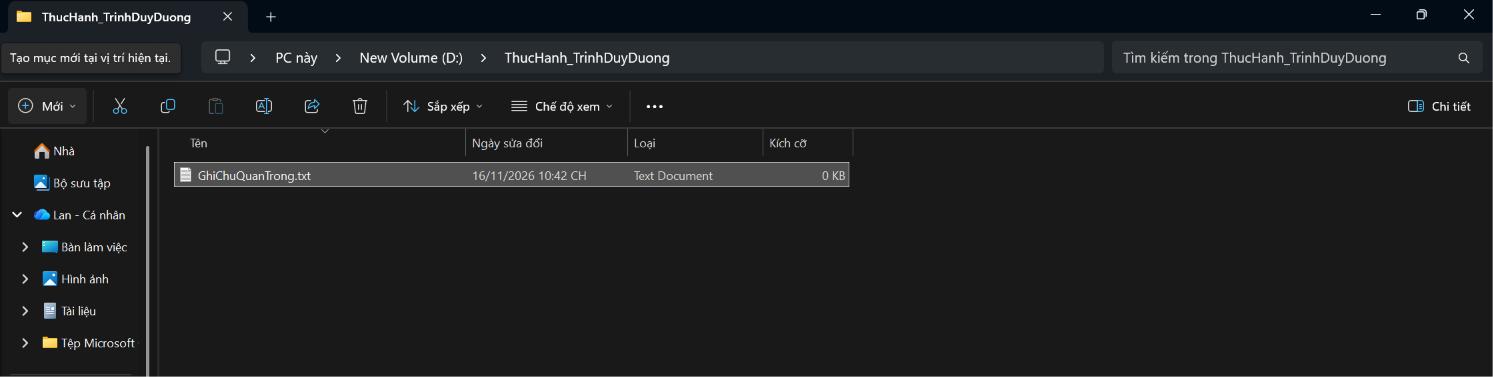 ThucHanh_TrinhDuyDuong
Tạo mục mới tại vị trí hiện tại.
PC này > New Volume (D:) > ThucHanh_TrinhDuyDuong
Tìm kiếm trong ThucHanh_TrinhDuyDuong
Mới
Sắp xếp
Chế độ xem
Chi tiết
Tên Ngày sửa đổi Loại Kích cỡ
GhiChuQuanTrong.txt 16/11/2026 10:42 CH Text Document 0 KB
Nhà
Bộ sưu tập
Lan - Cá nhân
Bàn làm việc
Hình ảnh
Tài liệu
Tệp Microsoft